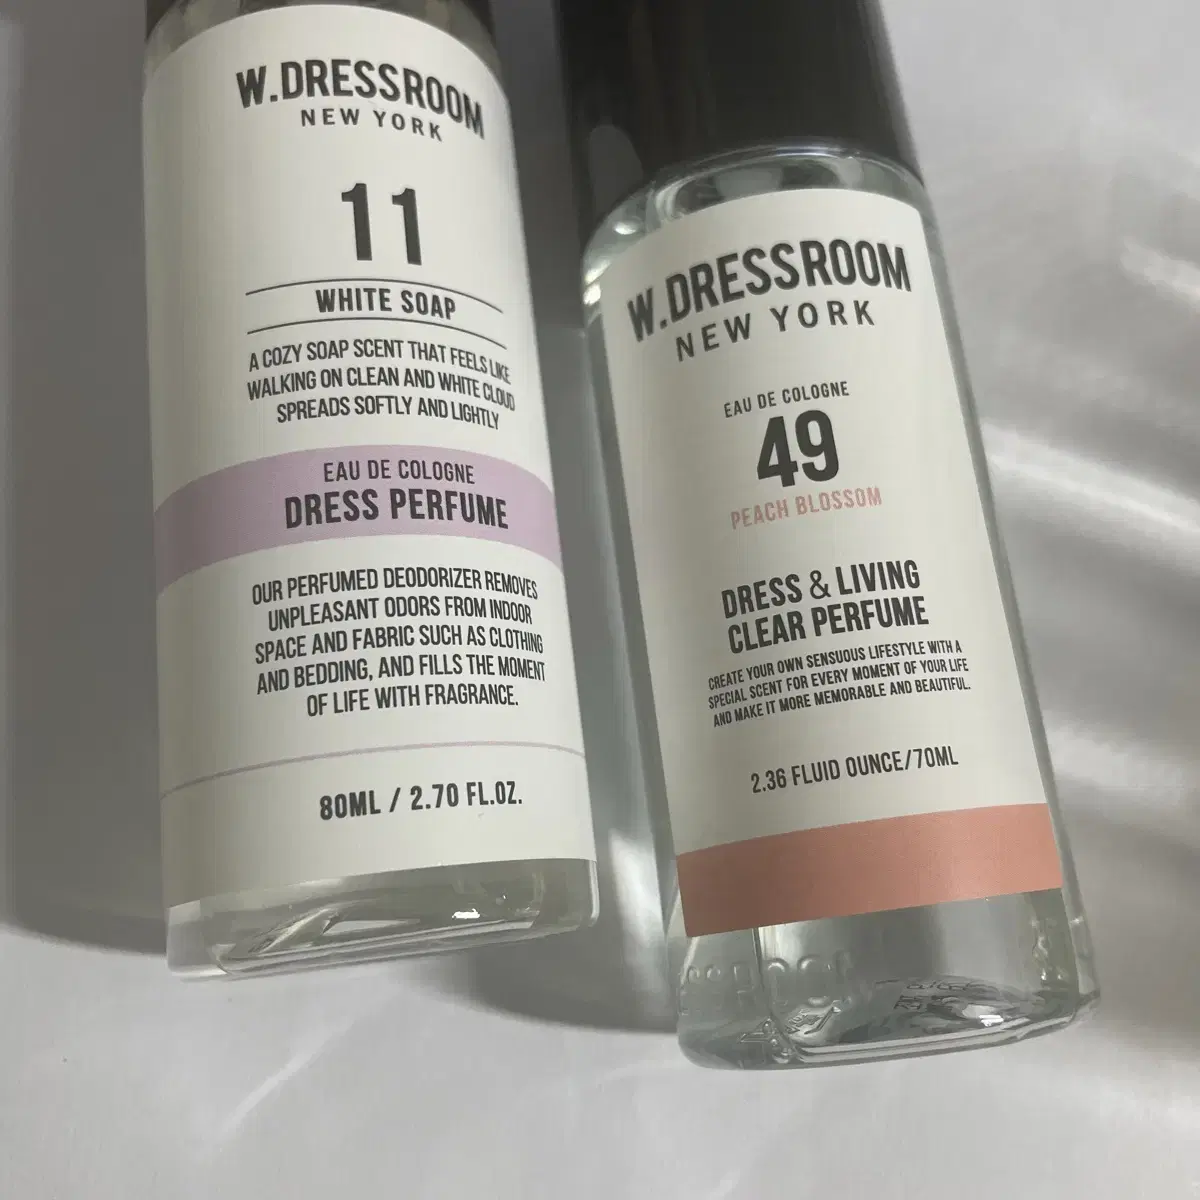 W.DRESSROOM
NEW YORK
11
WHITE SOAP
A COZY SOAP SCENT THAT FEELS LIKE
WALKING ON CLEAN AND WHITE CLOUD
SPREADS SOFTLY AND LIGHTLY
EAU DE COLOGNE
DRESS PERFUME
OUR PERFUMED DEODORIZER REMOVES
UNPLEASANT ODORS FROM INDOOR
SPACE AND FABRIC SUCH AS CLOTHING
AND BEDDING, AND FILLS THE MOMENT
OF LIFE WITH FRAGRANCE.
80ML / 2.70 FL.OZ.
W.DRESSROOM
NEW YORK
EAU DE COLOGNE
49
PEACH BLOSSOM
DRESS & LIVING
CLEAR PERFUME
CREATE YOUR OWN SENSUOUS LIFESTYLE WITH A
SPECIAL SCENT FOR EVERY MOMENT OF YOUR LIFE
AND MAKE IT MORE MEMORABLE AND BEAUTIFUL.
2.36 FLUID OUNCE/70ML